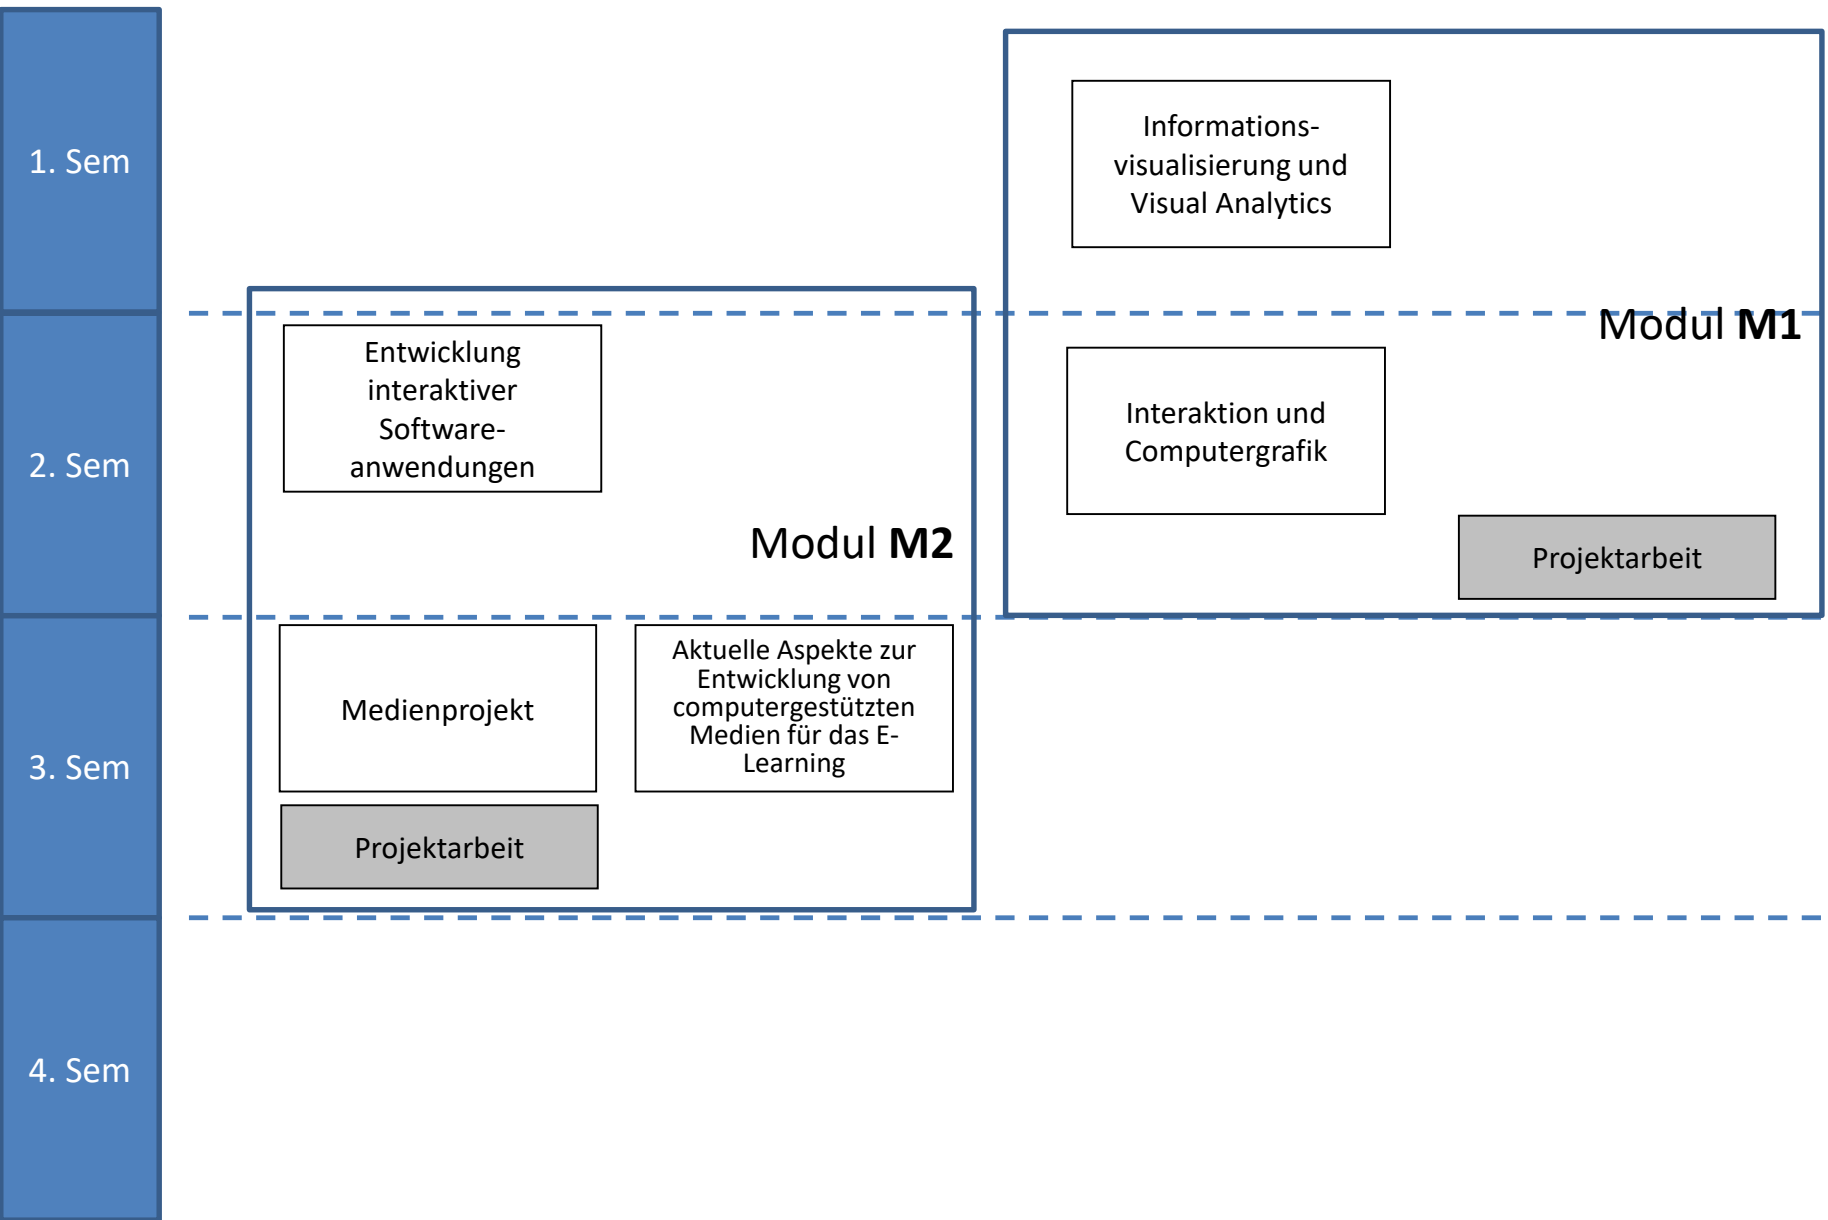 1. Sem
Informations-
visualisierung und
Visual Analytics
Modul M1
2. Sem
Entwicklung
interaktiver
Software-
anwendungen
Modul M2
Interaktion und
Computergrafik
Projektarbeit
3. Sem
Medienprojekt
Aktuelle Aspekte zur
Entwicklung von
computergestützten
Medien für das E-
Learning
Projektarbeit
4. Sem